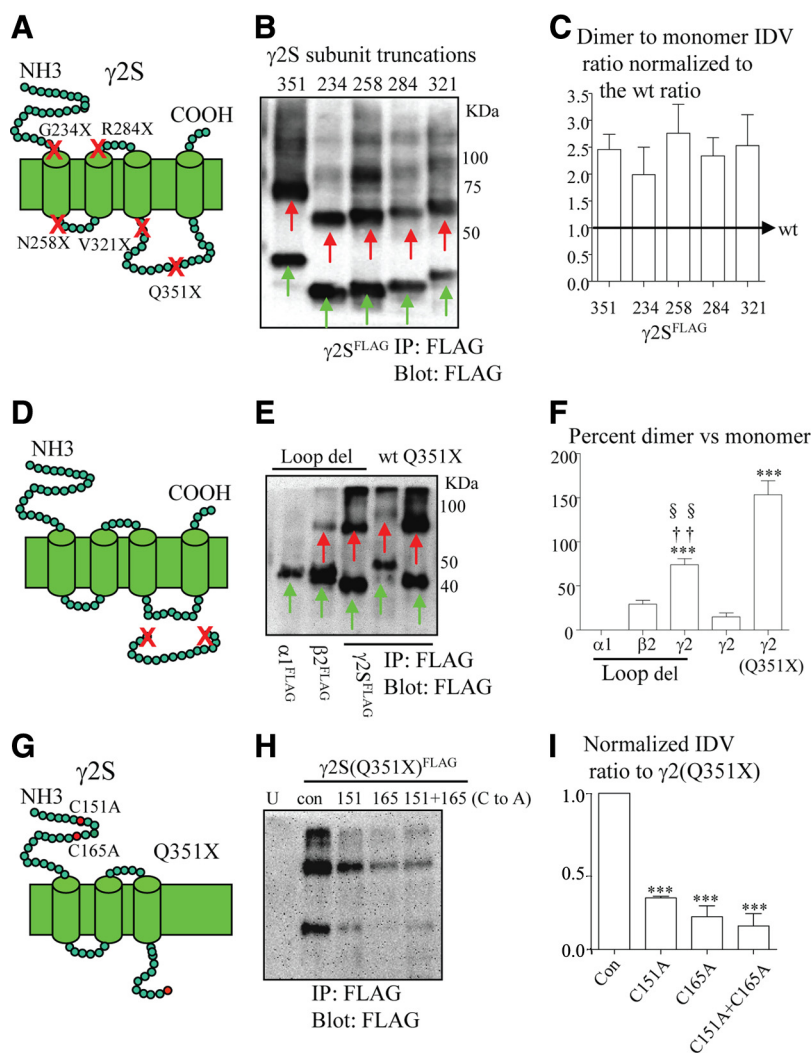 A
γ2S
NH3
COOH
G234X
R284X
N258X
V321X
Q351X
B
γ2S subunit truncations
351 234 258 284 321
KDa
100
75
50
γ2S^FLAG IP: FLAG
Blot: FLAG
C
Dimer to monomer IDV
ratio normalized to
the wt ratio
3.5
3.0
2.5
2.0
1.5
1.0
0.5
0.0
wt
351 234 258 284 321
γ2S^FLAG
D
NH3
COOH
E
Loop del wt Q351X
KDa
100
50
40
α1^FLAG
β2^FLAG
γ2S^FLAG
IP: FLAG
Blot: FLAG
F
Percent dimer vs monomer
200
150
100
50
0
§ §
† †
***
***
α1 β2 γ2 γ2 γ2
(Q351X)
Loop del
G
γ2S
NH3
C151A
C165A
Q351X
H
γ2S(Q351X)^FLAG
U con 151 165 151+165 (C to A)
IP: FLAG
Blot: FLAG
I
Normalized IDV
ratio to γ2(Q351X)
1.0
0.5
0.0
*** *** ***
Con
C151A
C165A
C151A+C165A